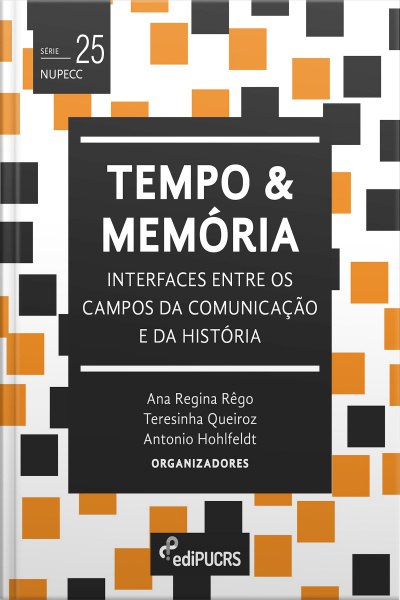 SÉRIE 25
NUPECC
TEMPO &
MEMÓRIA
INTERFACES ENTRE OS
CAMPOS DA COMUNICAÇÃO
E DA HISTÓRIA
Ana Regina Rêgo
Teresinha Queiroz
Antonio Hohlfeldt
ORGANIZADORES
ediPUCRS